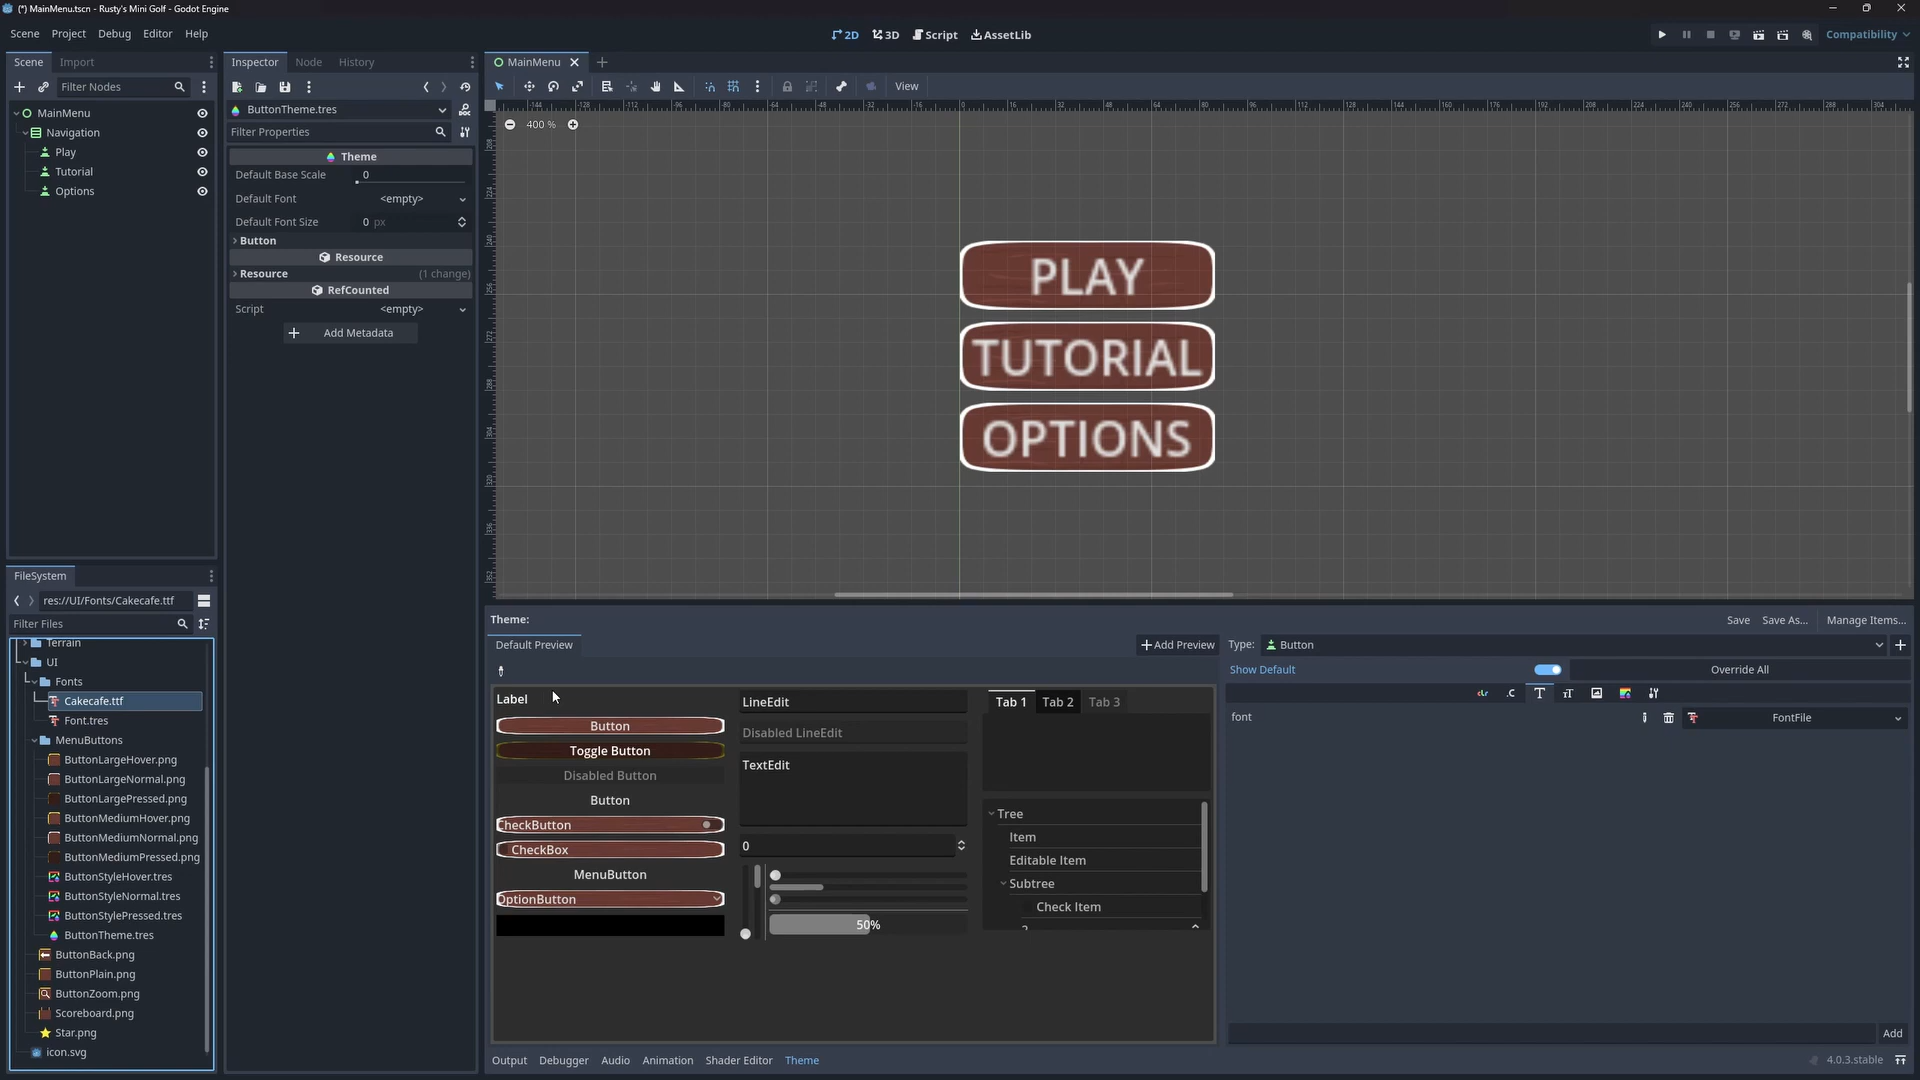 (*) MainMenu.tscn - Rusty's Mini Golf - Godot Engine
Scene Project Debug Editor Help
2D 3D Script AssetLib
Compatibility
Scene Import
Filter Nodes
MainMenu
Navigation
Play
Tutorial
Options
Inspector Node History
ButtonTheme.tres
Filter Properties
Theme
Default Base Scale 0
Default Font <empty>
Default Font Size 0 px
Button
Resource
Resource (1 change)
RefCounted
Script <empty>
Add Metadata
MainMenu
View
400 %
PLAY
TUTORIAL
OPTIONS
FileSystem
res://UI/Fonts/Cakecafe.ttf
Filter Files
Terrain
UI
Fonts
Cakecafe.ttf
Font.tres
MenuButtons
ButtonLargeHover.png
ButtonLargeNormal.png
ButtonLargePressed.png
ButtonMediumHover.png
ButtonMediumNormal.png
ButtonMediumPressed.png
ButtonStyleHover.tres
ButtonStyleNormal.tres
ButtonStylePressed.tres
ButtonTheme.tres
ButtonBack.png
ButtonPlain.png
ButtonZoom.png
Scoreboard.png
Star.png
icon.svg
Theme:
Save Save As... Manage Items...
Default Preview
Add Preview
Type: Button
Show Default
Override All
font
FontFile
Label
Button
Toggle Button
Disabled Button
Button
CheckButton
CheckBox
MenuButton
OptionButton
LineEdit
Disabled LineEdit
TextEdit
0
50%
Tab 1 Tab 2 Tab 3
Tree
Item
Editable Item
Subtree
Check Item
Add
Output Debugger Audio Animation Shader Editor Theme
4.0.3.stable